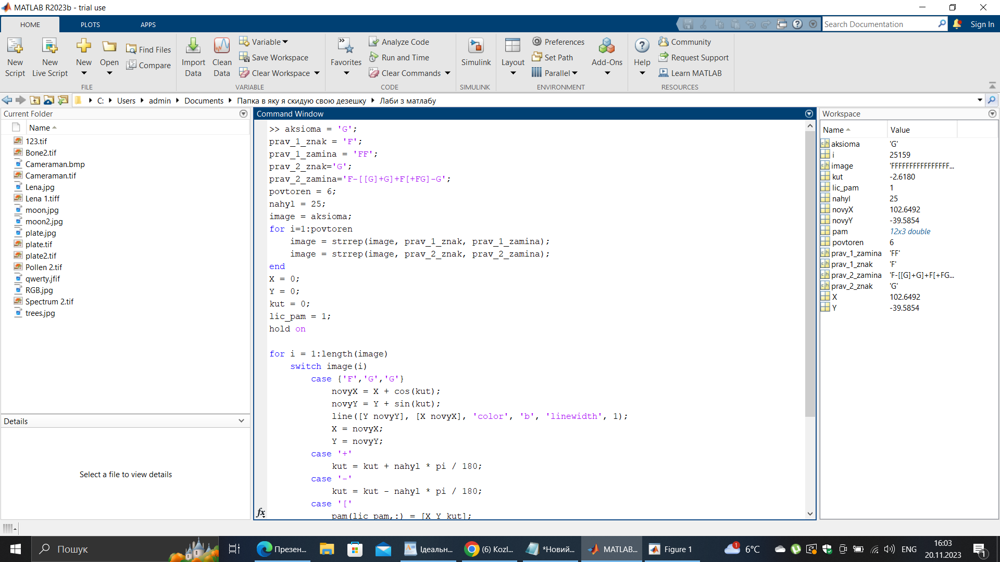 MATLAB R2023b - trial use
HOME PLOTS APPS
Search Documentation
Sign In
New Script
New Live Script
New
Open
Find Files
Compare
FILE
Import Data
Clean Data
Variable
Save Workspace
Clear Workspace
VARIABLE
Favorites
Analyze Code
Run and Time
Clear Commands
CODE
Simulink
SIMULINK
Layout
Preferences
Set Path
Parallel
Add-Ons
ENVIRONMENT
Help
Community
Request Support
Learn MATLAB
RESOURCES
C: Users admin Documents Папка в яку я скидую свою дезешку Лаби з матлабу
Current Folder
Name
123.tif
Bone2.tif
Cameraman.bmp
Cameraman.tif
Lena.jpg
Lena 1.tiff
moon.jpg
moon2.jpg
plate.jpg
plate.tif
plate2.tif
Pollen 2.tif
qwerty.jfif
RGB.jpg
Spectrum 2.tif
trees.jpg
Details
Select a file to view details
Command Window
>> aksioma = 'G';
prav_1_znak = 'F';
prav_1_zamina = 'FF';
prav_2_znak='G';
prav_2_zamina='F-[[G]+G]+F[+FG]-G';
povtoren = 6;
nahyl = 25;
image = aksioma;
for i=1:povtoren
    image = strrep(image, prav_1_znak, prav_1_zamina);
    image = strrep(image, prav_2_znak, prav_2_zamina);
end
X = 0;
Y = 0;
kut = 0;
lic_pam = 1;
hold on
for i = 1:length(image)
    switch image(i)
        case {'F','G','G'}
            novyX = X + cos(kut);
            novyY = Y + sin(kut);
            line([Y novyY], [X novyX], 'color', 'b', 'linewidth', 1);
            X = novyX;
            Y = novyY;
        case '+'
            kut = kut + nahyl * pi / 180;
        case '-'
            kut = kut - nahyl * pi / 180;
        case '['
            pam(lic_pam,:) = [X Y kut];
fx
Workspace
Name Value
aksioma 'G'
i 25159
image 'FFFFFFFFFFFFFFFF...
kut -2.6180
lic_pam 1
nahyl 25
novyX 102.6492
novyY -39.5854
pam 12x3 double
povtoren 6
prav_1_zamina 'FF'
prav_1_znak 'F'
prav_2_zamina 'F-[[G]+G]+F[+FG...
prav_2_znak 'G'
X 102.6492
Y -39.5854
Пошук
Презен...
Ідеальн...
(6) Kozl...
*Новий...
MATLAB...
Figure 1
1
6°C
ENG
16:03
20.11.2023
1